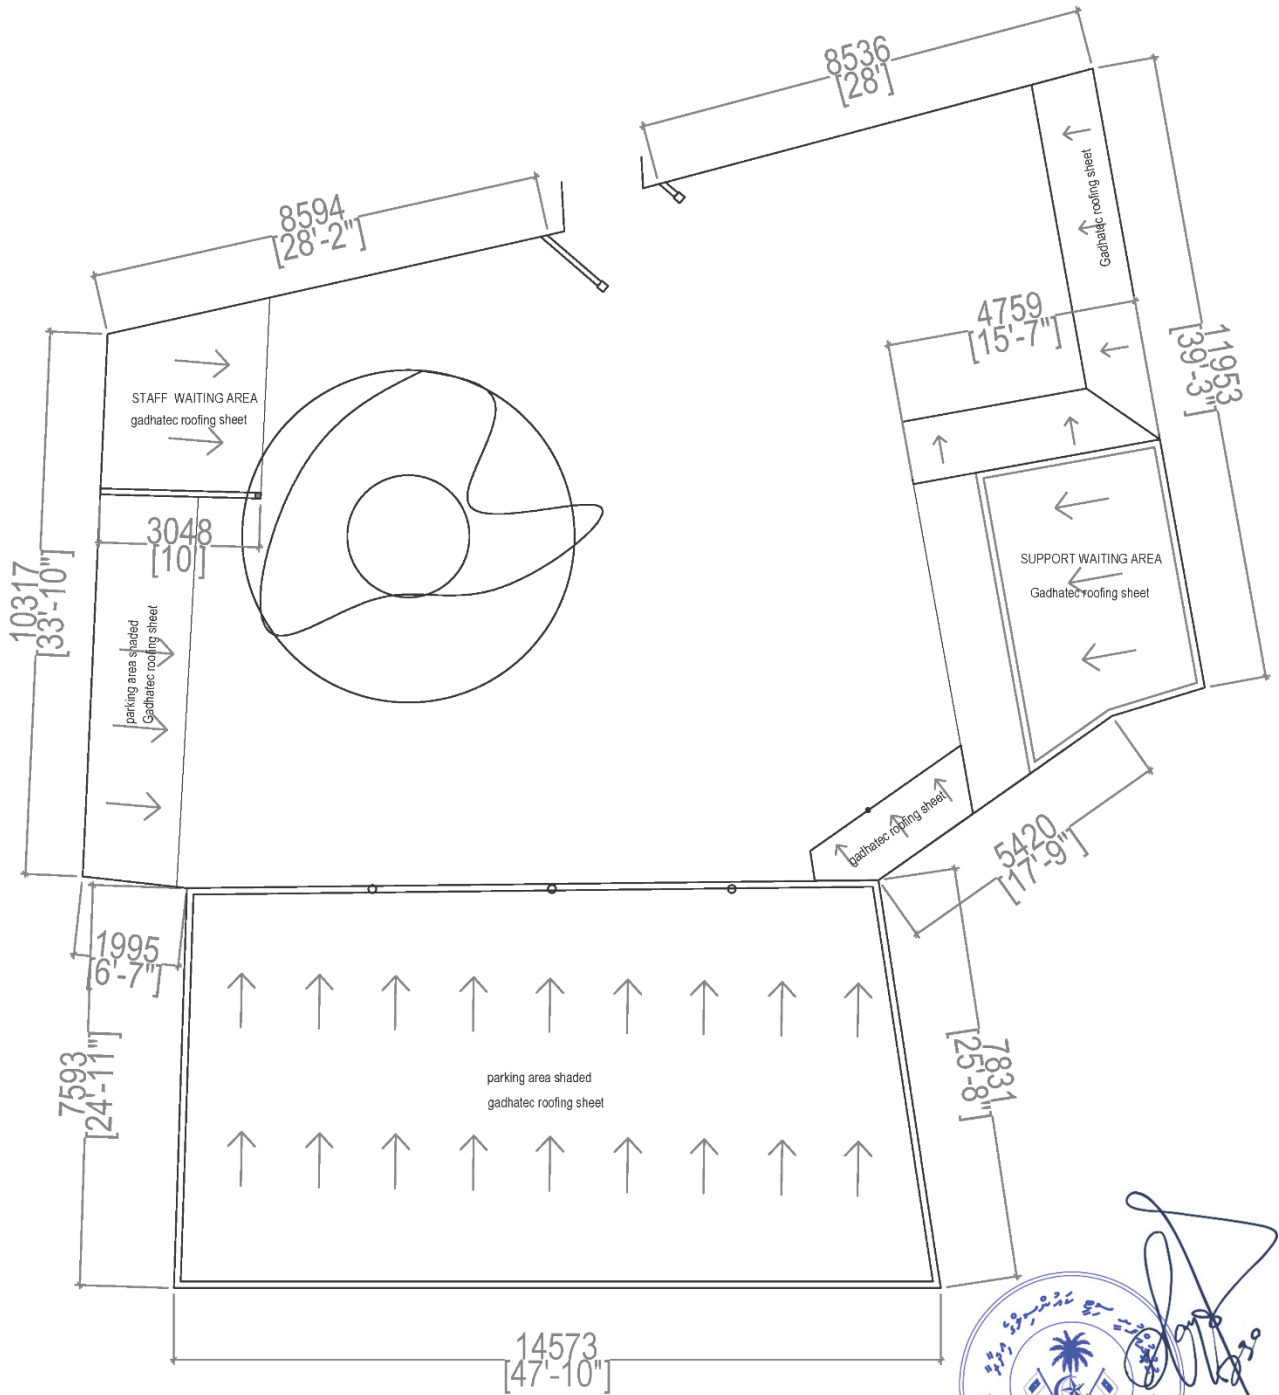 8536
[28']
8594
[28'-2"]
Gadhatec roofing sheet
4759
[15'-7"]
11953
[39'-3"]
STAFF WAITING AREA
gadhatec roofing sheet
3048
[10']
SUPPORT WAITING AREA
Gadhatec roofing sheet
10317
[33'-10"]
parking area shaded
Gadhatec roofing sheet
gadhatec roofing sheet
5420
[17'-9"]
1995
6'-7"]
7593
[24'-11"]
7831
[25'-8"]
parking area shaded
gadhatec roofing sheet
14573
[47'-10"]